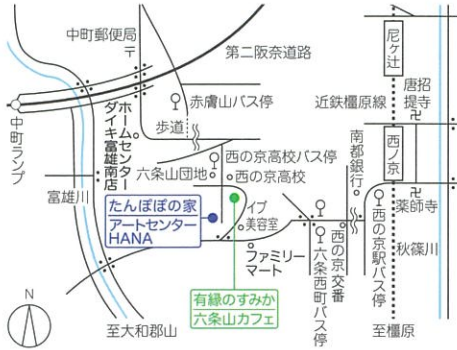 中町郵便局
〒
第二阪奈道路
尼ヶ辻
赤膚山バス停
近鉄橿原線
唐招
提寺
卍
中町ランプ
ホームセンター
ダイキ富雄南店
歩道
西の京高校バス停
南都銀行
西ノ京
六条山団地
西の京高校
富雄川
たんぽぽの家
アートセンター
HANA
イブ
美容室
卍
薬師寺
ファミリー
マート
六条西町バス停
西の京交番
西の京駅バス停
秋篠川
有縁のすみか
六条山カフェ
N
至大和郡山
至橿原